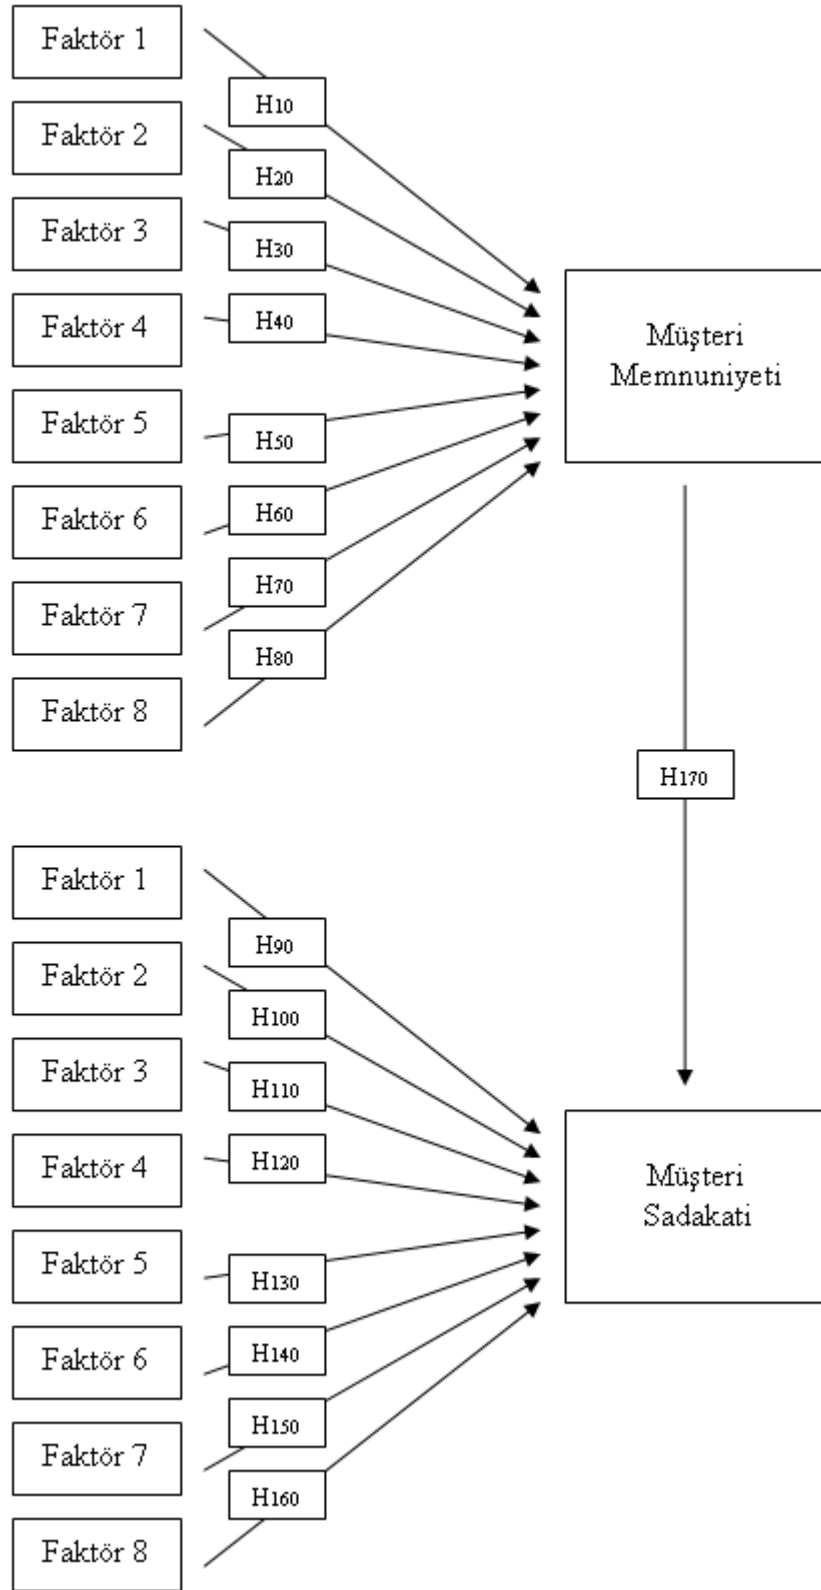 Faktör 1
H10
Faktör 2
H20
Faktör 3
H30
Faktör 4
H40
Müşteri
Memnuniyeti
Faktör 5
H50
Faktör 6
H60
Faktör 7
H70
Faktör 8
H80
H170
Faktör 1
H90
Faktör 2
H100
Faktör 3
H110
Faktör 4
H120
Müşteri
Sadakati
Faktör 5
H130
Faktör 6
H140
Faktör 7
H150
Faktör 8
H160